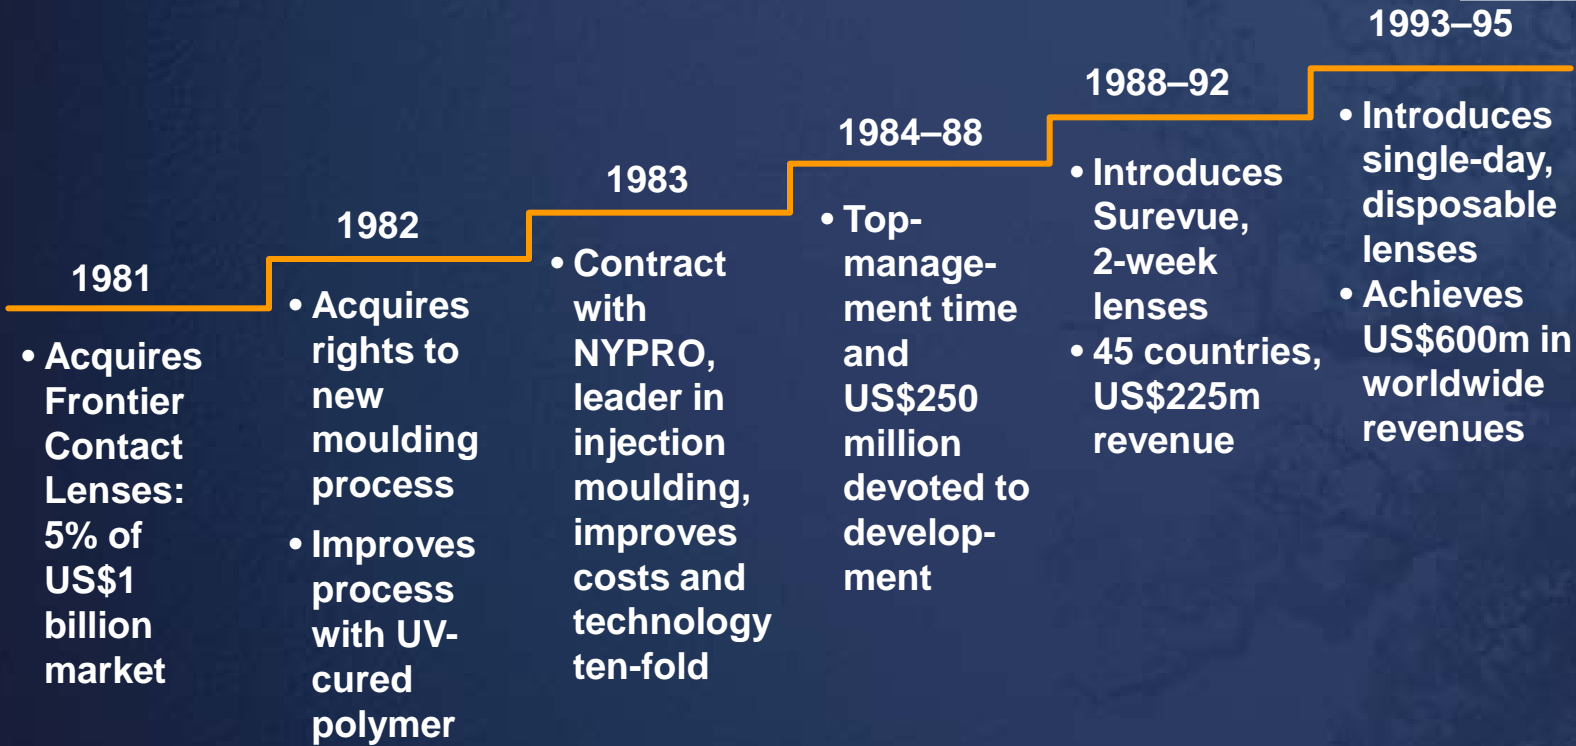 1981
• Acquires
Frontier
Contact
Lenses:
5% of
US$1
billion
market
1982
• Acquires
rights to
new
moulding
process
• Improves
process
with UV-
cured
polymer
1983
• Contract
with
NYPRO,
leader in
injection
moulding,
improves
costs and
technology
ten-fold
1984–88
• Top-
manage-
ment time
and
US$250
million
devoted to
develop-
ment
1988–92
• Introduces
Surevue,
2-week
lenses
• 45 countries,
US$225m
revenue
1993–95
• Introduces
single-day,
disposable
lenses
• Achieves
US$600m in
worldwide
revenues